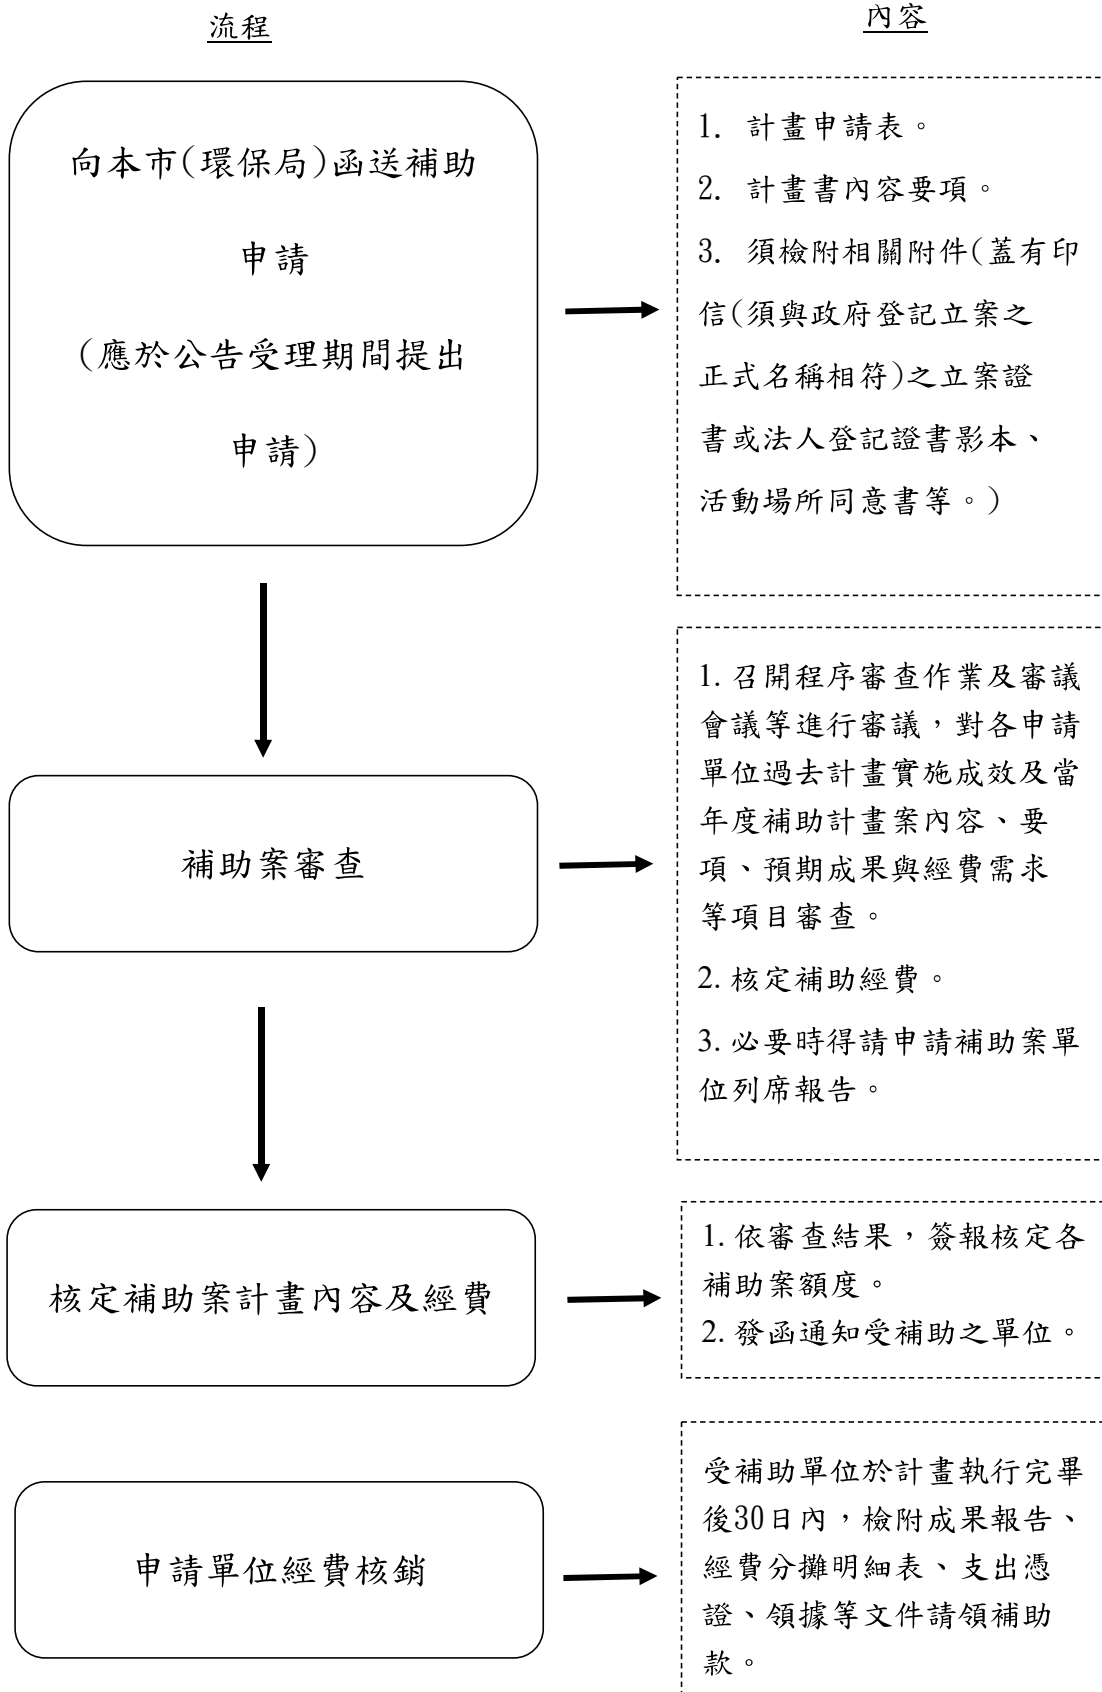 流程
內容
向本市(環保局)函送補助
申請
(應於公告受理期間提出
申請)
1. 計畫申請表。
2. 計畫書內容要項。
3. 須檢附相關附件(蓋有印
信(須與政府登記立案之
正式名稱相符)之立案證
書或法人登記證書影本、
活動場所同意書等。)
補助案審查
1. 召開程序審查作業及審議
會議等進行審議，對各申請
單位過去計畫實施成效及當
年度補助計畫案內容、要
項、預期成果與經費需求
等項目審查。
2. 核定補助經費。
3. 必要時得請申請補助案單
位列席報告。
核定補助案計畫內容及經費
1. 依審查結果，簽報核定各
補助案額度。
2. 發函通知受補助之單位。
申請單位經費核銷
受補助單位於計畫執行完畢
後30日內，檢附成果報告、
經費分攤明細表、支出憑
證、領據等文件請領補助
款。